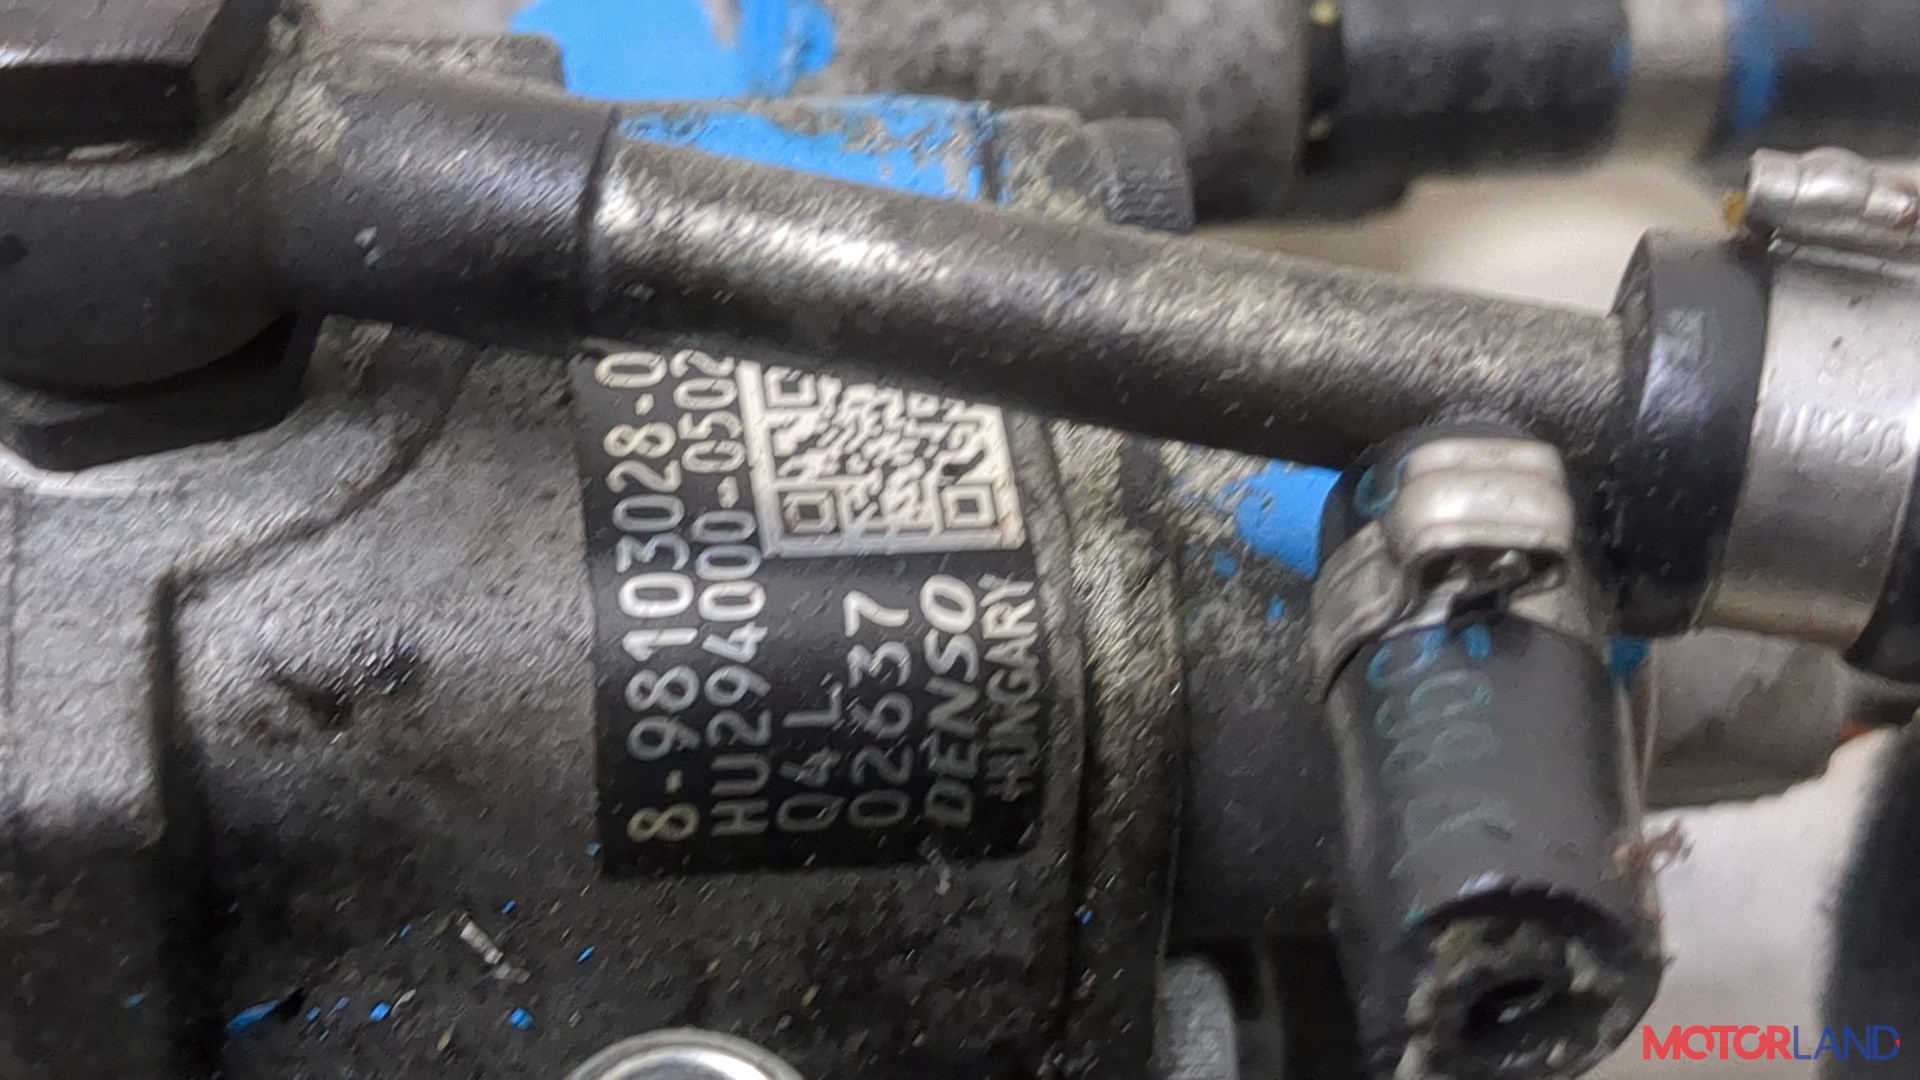 8-98103028-0
HU294000-0502
04L
02637
DENSO
HUNGARY
MOTORLAND